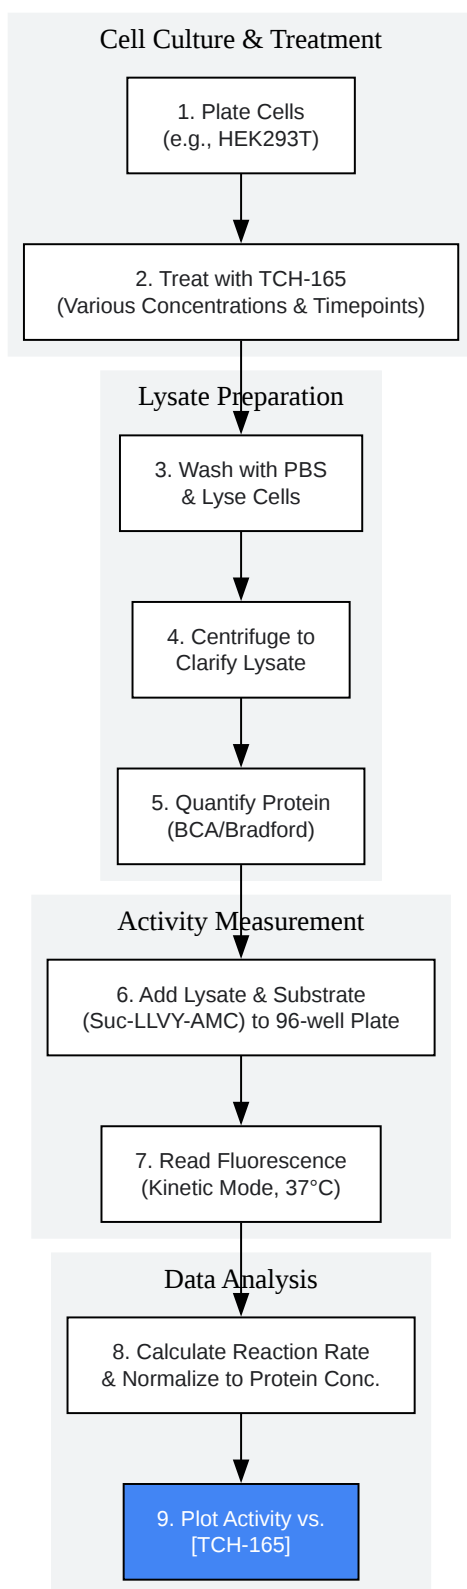 Cell Culture & Treatment
1. Plate Cells
(e.g., HEK293T)
2. Treat with TCH-165
(Various Concentrations & Timepoints)
Lysate Preparation
3. Wash with PBS
& Lyse Cells
4. Centrifuge to
Clarify Lysate
5. Quantify Protein
(BCA/Bradford)
Activity Measurement
6. Add Lysate & Substrate
(Suc-LLVY-AMC) to 96-well Plate
7. Read Fluorescence
(Kinetic Mode, 37°C)
Data Analysis
8. Calculate Reaction Rate
& Normalize to Protein Conc.
9. Plot Activity vs.
[TCH-165]